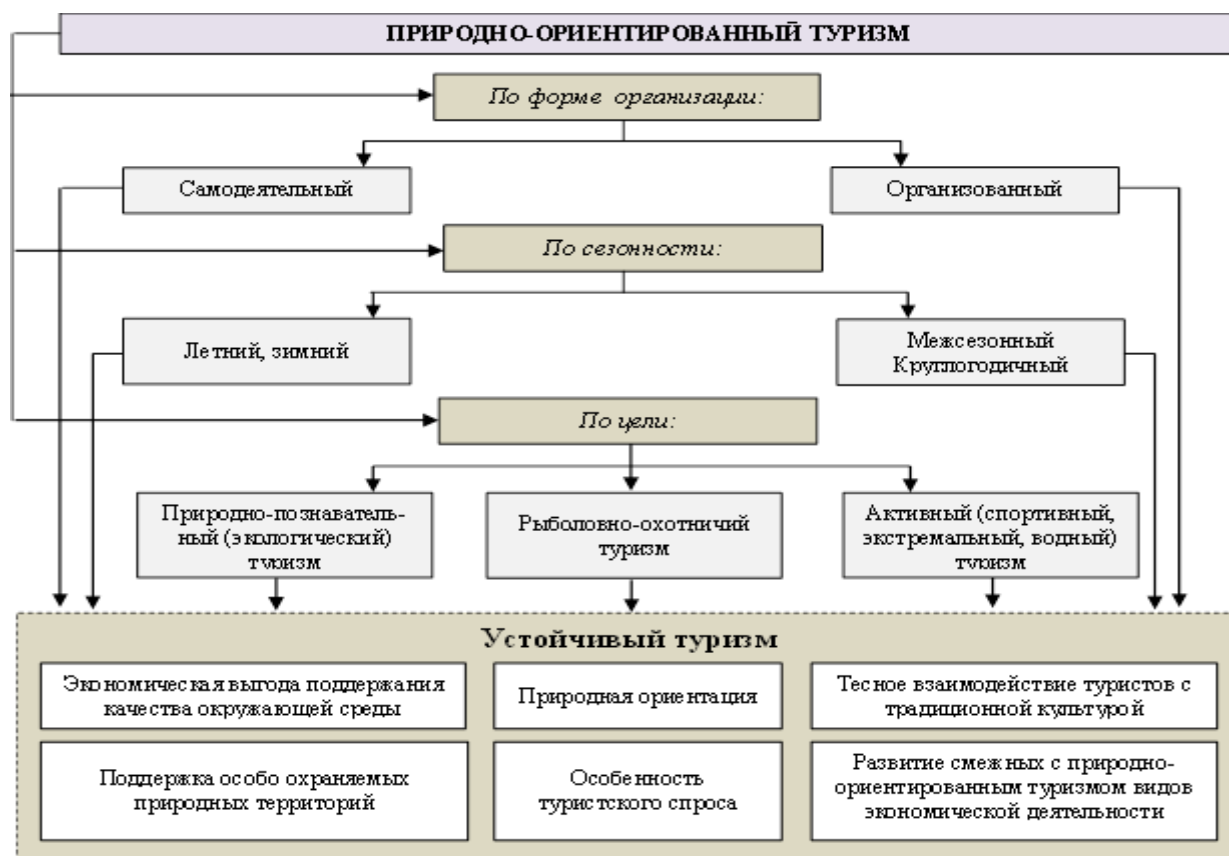 ПРИРОДНО-ОРИЕНТИРОВАННЫЙ ТУРИЗМ
По форме организации:
Самодеятельный
Организованный
По сезонности:
Летний, зимний
Межсезонный
Круглогодичный
По цели:
Природно-познаватель-
ный (экологический)
туризм
Рыболовно-охотничий
туризм
Активный (спортивный,
экстремальный, водный)
туризм
Устойчивый туризм
Экономическая выгода поддержания
качества окружающей среды
Природная ориентация
Тесное взаимодействие туристов с
традиционной культурой
Поддержка особо охраняемых
природных территорий
Особенность
туристского спроса
Развитие смежных с природно-
ориентированным туризмом видов
экономической деятельности